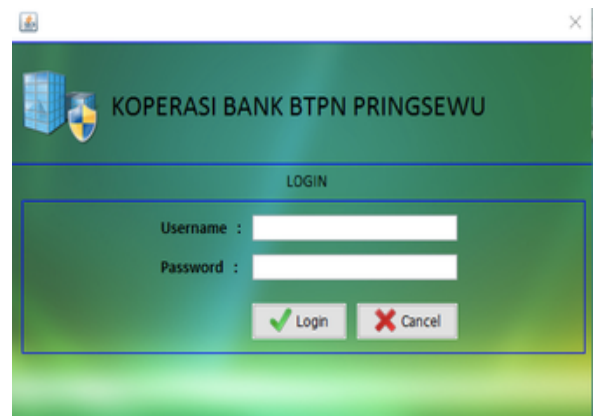 KOPERASI BANK BTPN PRINGSEWU
LOGIN
Username :
Password :
Login Cancel